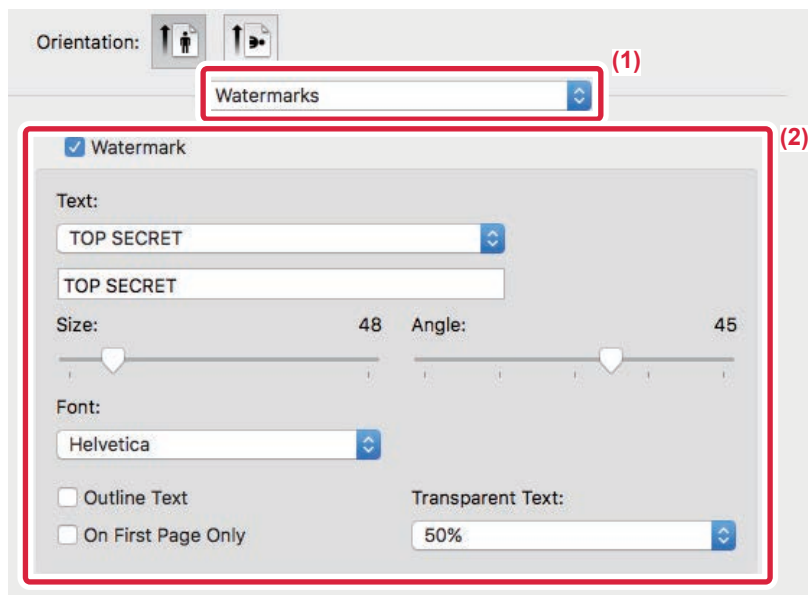 Orientation:
(1)
Watermarks
(2)
Watermark
Text:
TOP SECRET
TOP SECRET
Size: 48 Angle: 45
Font:
Helvetica
Outline Text Transparent Text:
On First Page Only 50%